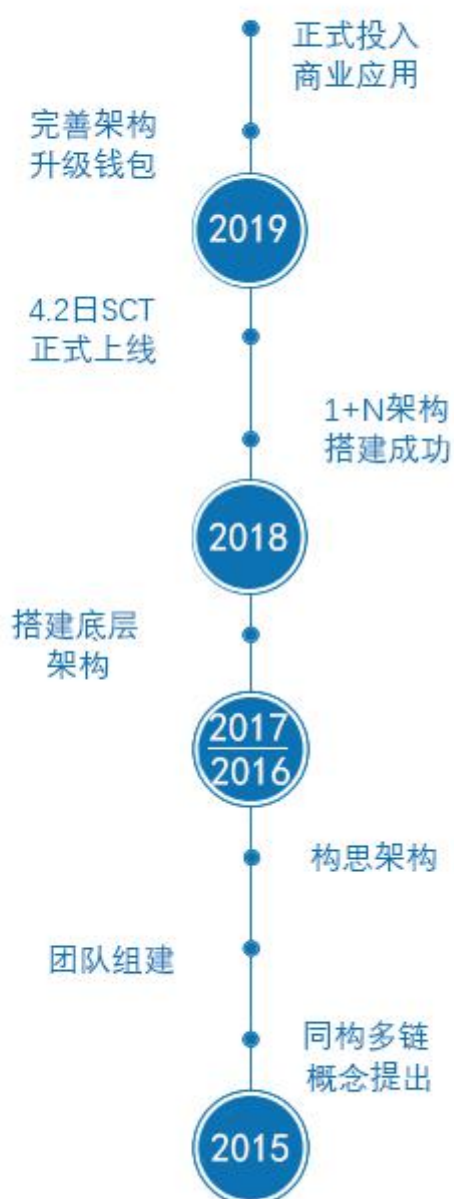 正式投入
商业应用
完善架构
升级钱包
2019
4.2日SCT
正式上线
1+N架构
搭建成功
2018
搭建底层
架构
2017
2016
构思架构
团队组建
同构多链
概念提出
2015